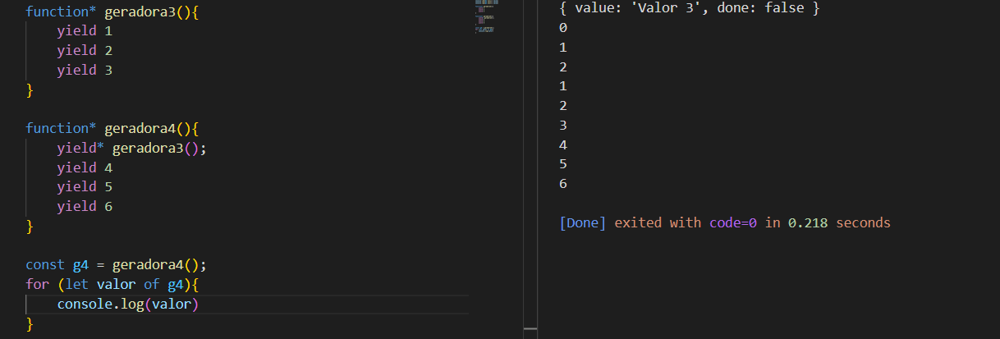 function* geradora3(){
    yield 1
    yield 2
    yield 3
}

function* geradora4(){
    yield* geradora3();
    yield 4
    yield 5
    yield 6
}

const g4 = geradora4();
for (let valor of g4){
    console.log(valor)
}
{ value: 'Valor 3', done: false }
0
1
2
1
2
3
4
5
6

[Done] exited with code=0 in 0.218 seconds